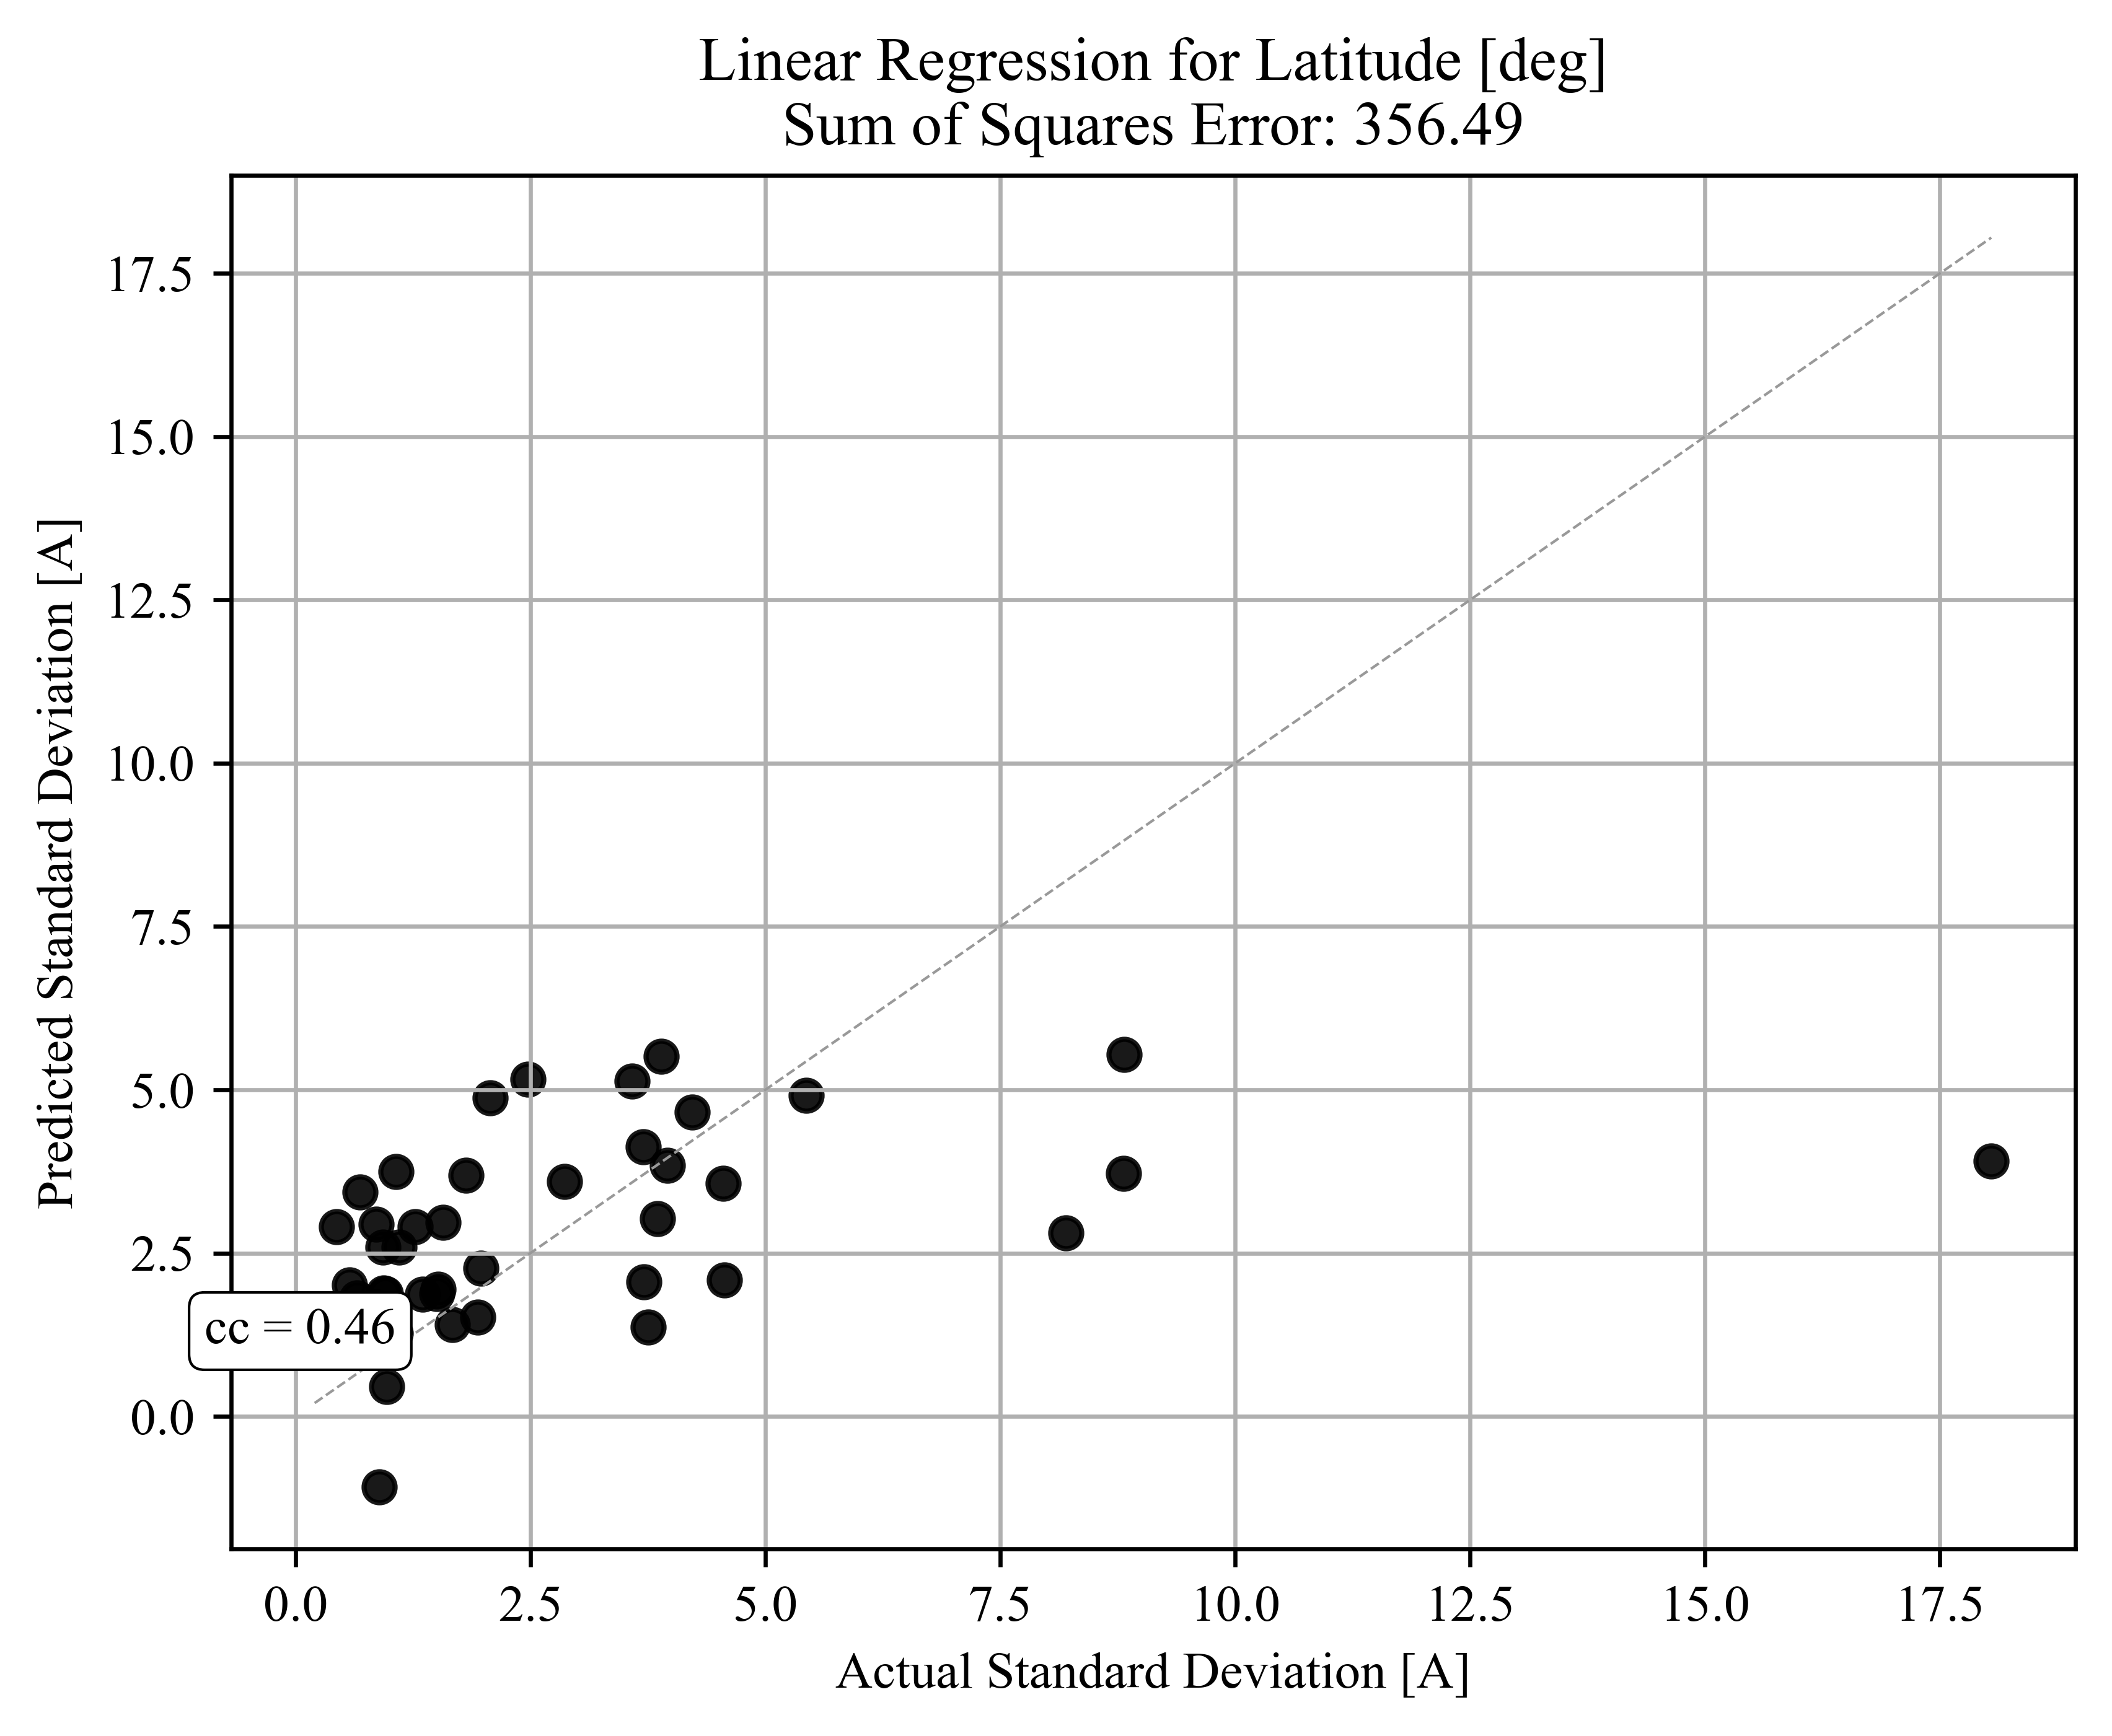 Linear Regression for Latitude [deg]
Sum of Squares Error: 356.49
Predicted Standard Deviation [A]
17.5
15.0
12.5
10.0
7.5
5.0
2.5
0.0
cc = 0.46
0.0 2.5 5.0 7.5 10.0 12.5 15.0 17.5
Actual Standard Deviation [A]